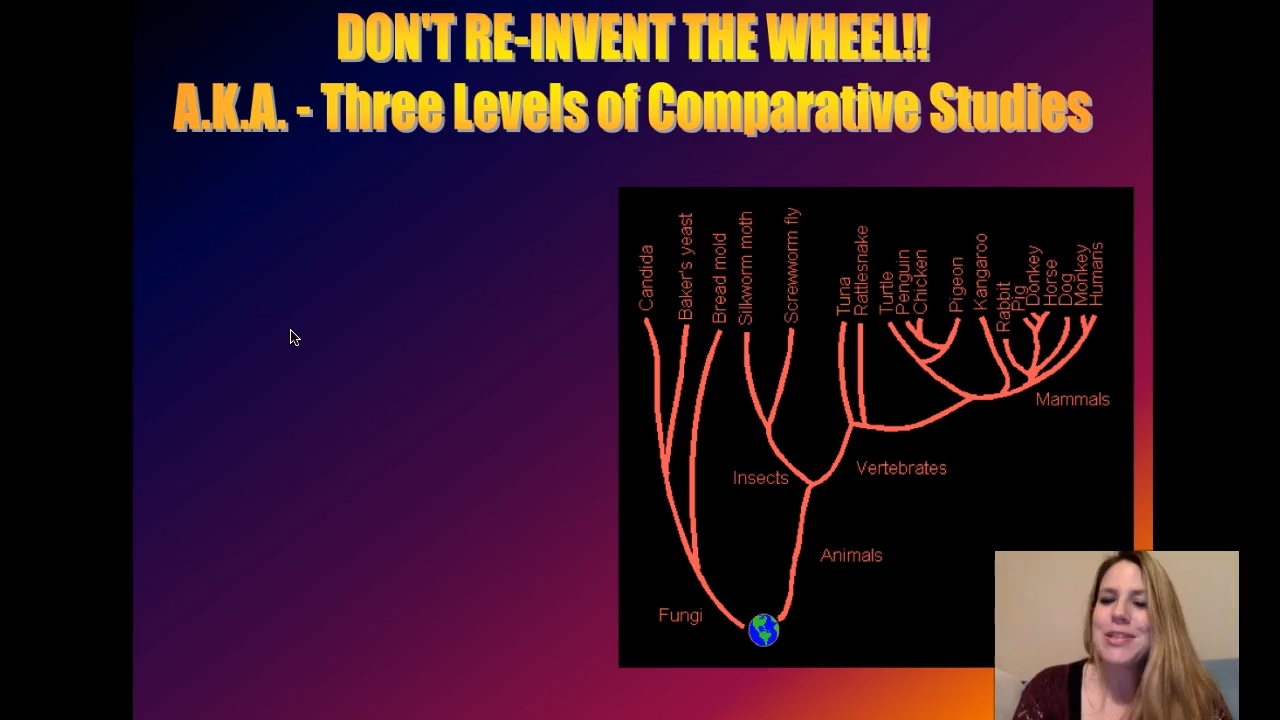 DON'T RE-INVENT THE WHEEL!!
A.K.A. - Three Levels of Comparative Studies
Candida
Baker's yeast
Bread mold
Silkworm moth
Screwworm fly
Tuna
Rattlesnake
Turtle
Penguin
Chicken
Pigeon
Kangaroo
Rabbit
Pig
Donkey
Horse
Dog
Monkey
Humans
Mammals
Vertebrates
Insects
Animals
Fungi